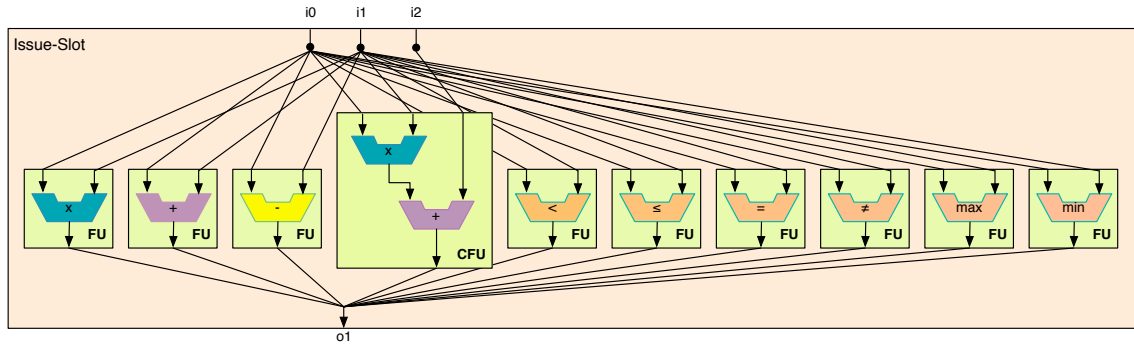 i0 i1 i2
Issue-Slot
x
x + - + < ≤ = ≠ max min
FU FU FU CFU FU FU FU FU FU FU
o1